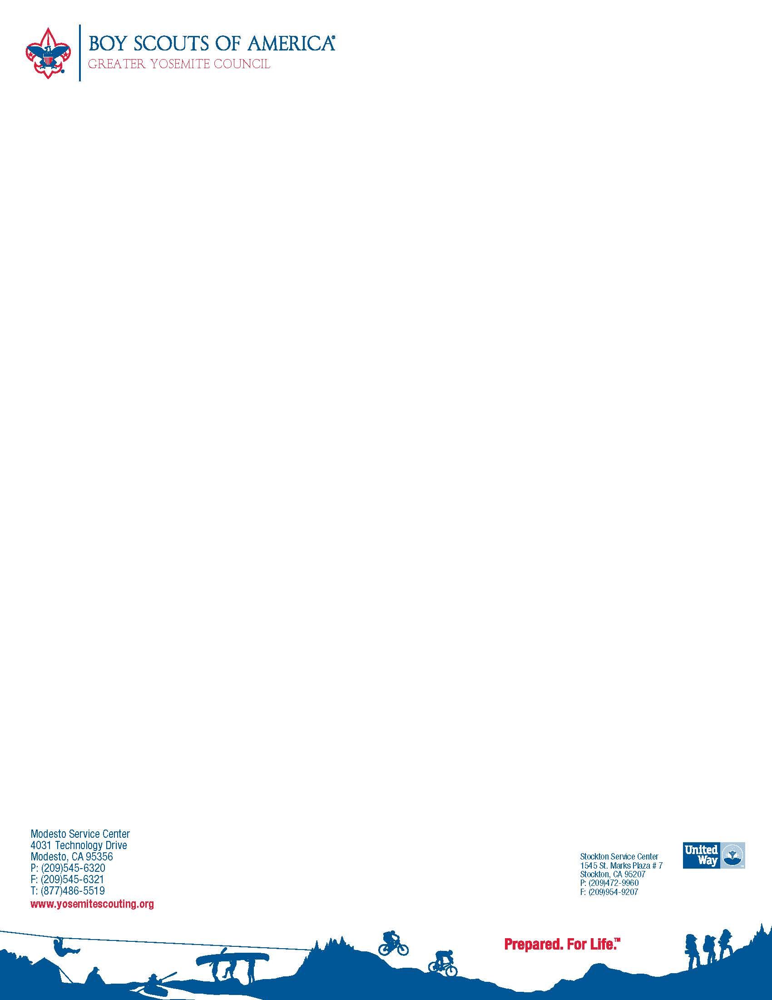 BOY SCOUTS OF AMERICA®
GREATER YOSEMITE COUNCIL
Modesto Service Center
4031 Technology Drive
Modesto, CA 95356
P: (209)545-6320
F: (209)545-6321
T: (877)486-5519
www.yosemitescouting.org
Stockton Service Center
1545 St. Marks Plaza # 7
Stockton, CA 95207
P: (209)472-9960
F: (209)954-9207
United
Way
Prepared. For Life.™